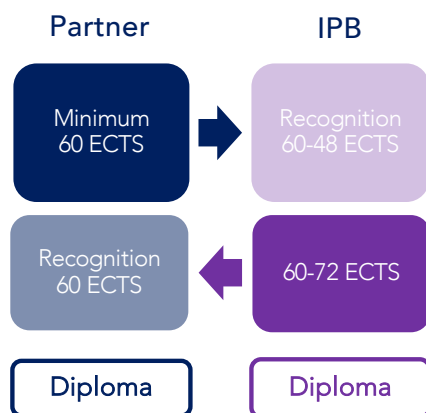 Partner
IPB
Minimum
60 ECTS
Recognition
60-48 ECTS
Recognition
60 ECTS
60-72 ECTS
Diploma
Diploma